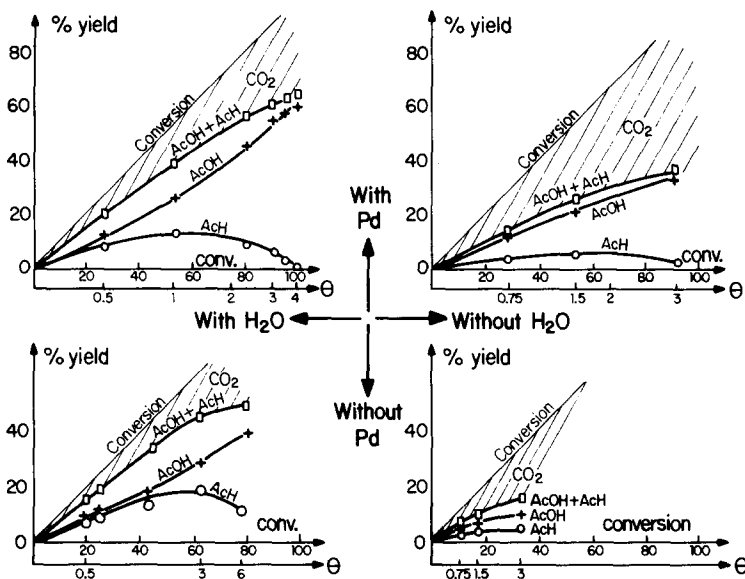 % yield
80
60
40
20
0
Conversion
CO2
AcOH + AcH
AcOH
AcH
conv.
20 40 60 80 100
0.5 1 2 3 4 θ
% yield
80
60
40
20
0
Conversion
CO2
AcOH + AcH
AcOH
AcH
conv.
20 40 60 80 100
0.75 1.5 2 3 θ
With
Pd
With H2O
Without H2O
Without
Pd
% yield
40
20
0
Conversion
CO2
AcOH + AcH
AcOH
AcH
conv.
20 40 60 80 100
0.5 3 6 θ
% yield
40
20
0
Conversion
CO2
AcOH + AcH
AcOH
AcH
conversion
20 40 60 80 100
0.75 1.5 3 θ